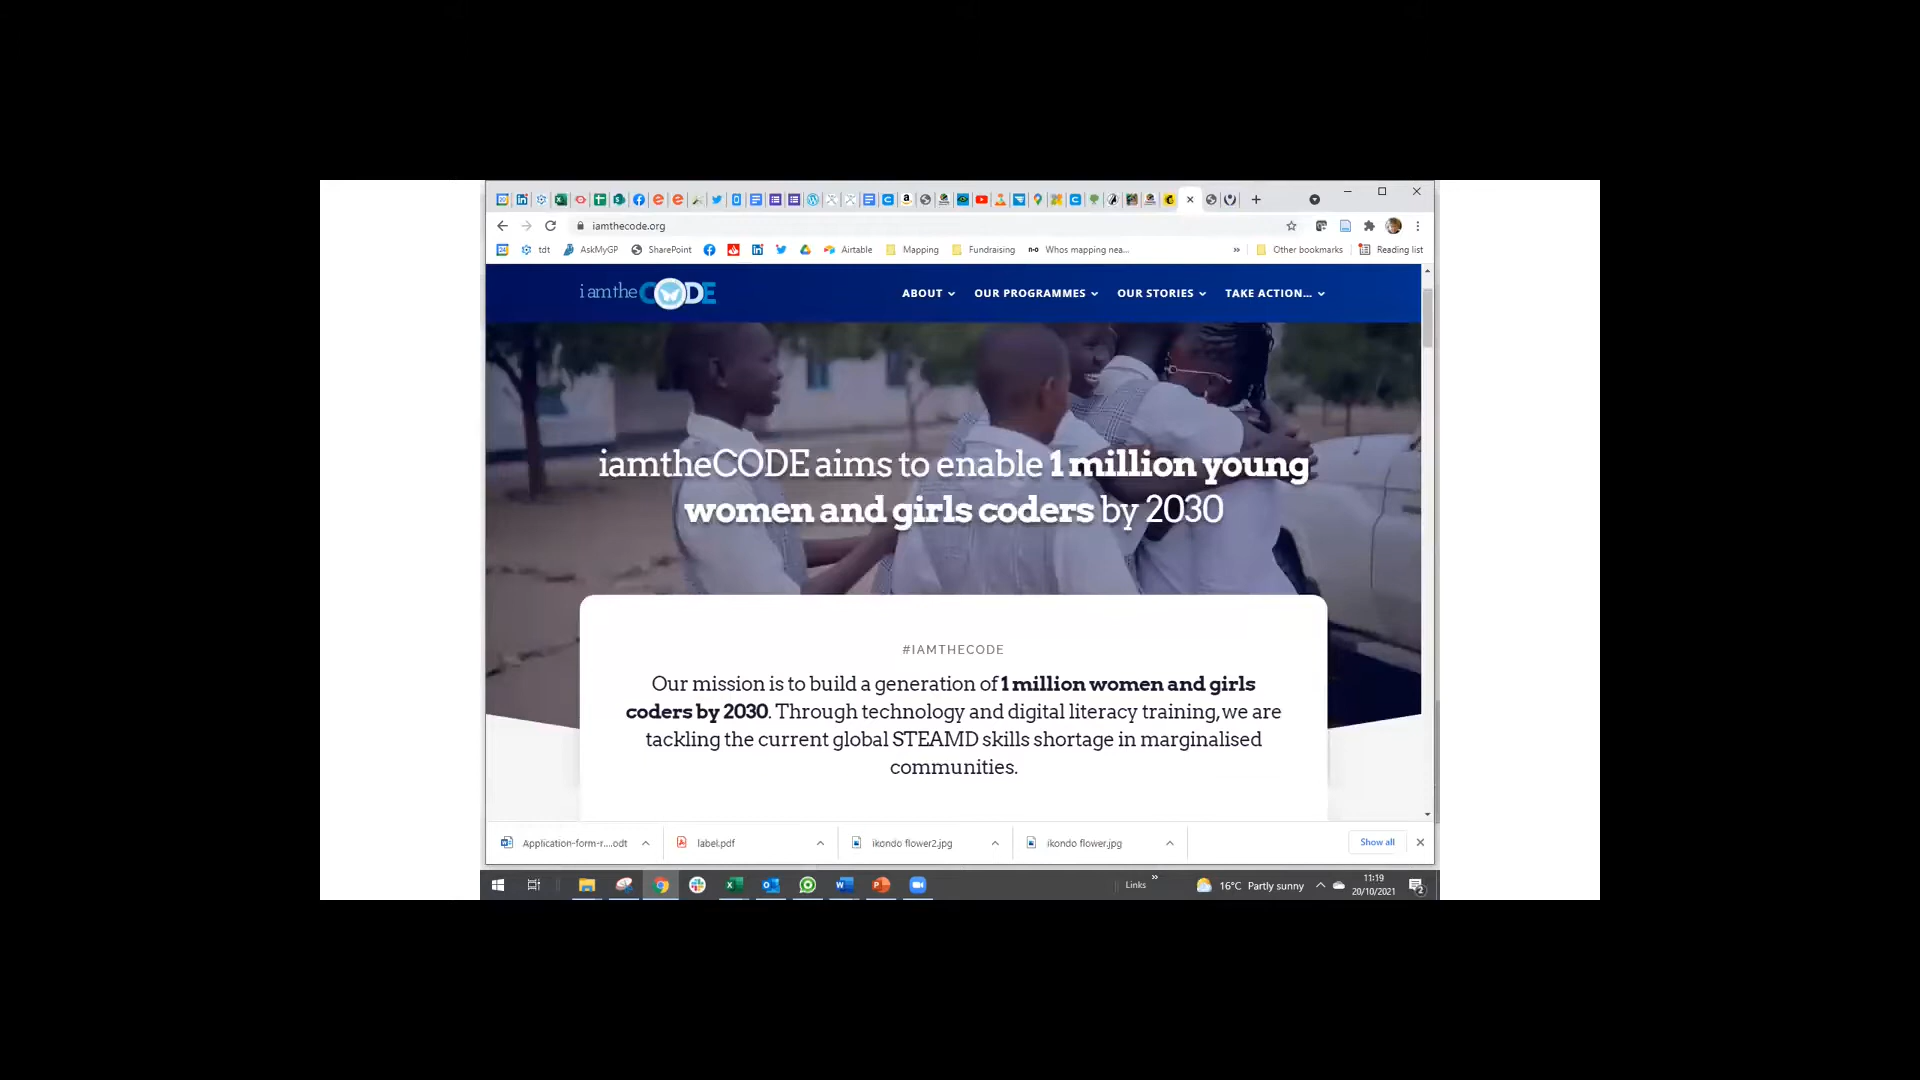 iamthecode.org
tdt
AskMyGP
SharePoint
Airtable
Mapping
Fundraising
Whos mapping nea...
»
Other bookmarks
Reading list
i am the CODE
ABOUT
OUR PROGRAMMES
OUR STORIES
TAKE ACTION...
iamtheCODE aims to enable 1 million young
women and girls coders by 2030
#IAMTHECODE
Our mission is to build a generation of 1 million women and girls
coders by 2030. Through technology and digital literacy training, we are
tackling the current global STEAMD skills shortage in marginalised
communities.
Application-form-r....odt
label.pdf
ikondo flower2.jpg
ikondo flower.jpg
Show all
Links
»
16°C Partly sunny
11:19
20/10/2021
2